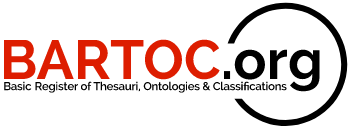 BARTOC.org
Basic Register of Thesauri, Ontologies & Classifications